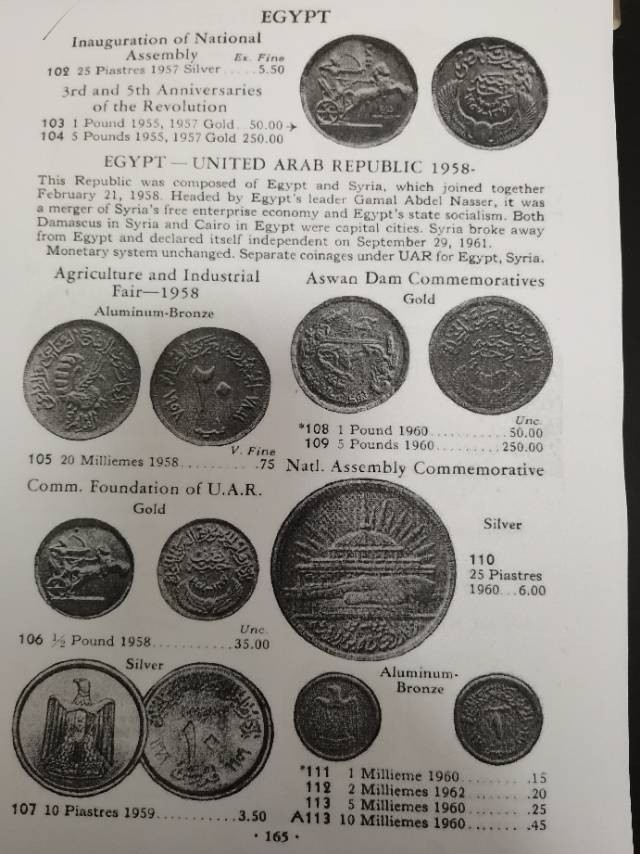 EGYPT
Inauguration of National
Assembly Ex. Fine
102 25 Piastres 1957 Silver.....5.50
3rd and 5th Anniversaries
of the Revolution
103 1 Pound 1955, 1957 Gold. 50.00→
104 5 Pounds 1955, 1957 Gold 250.00
EGYPT — UNITED ARAB REPUBLIC 1958-
This Republic was composed of Egypt and Syria, which joined together
February 21, 1958. Headed by Egypt's leader Gamal Abdel Nasser, it was
a merger of Syria's free enterprise economy and Egypt's state socialism. Both
Damascus in Syria and Cairo in Egypt were capital cities. Syria broke away
from Egypt and declared itself independent on September 29, 1961.
Monetary system unchanged. Separate coinages under UAR for Egypt, Syria.
Agriculture and Industrial
Fair—1958
Aluminum-Bronze
٢٠
V. Fine
105 20 Milliemes 1958..........75
Aswan Dam Commemoratives
Gold
Unc.
*108 1 Pound 1960..........50.00
109 5 Pounds 1960........250.00
Comm. Foundation of U.A.R.
Gold
Unc.
106 ½ Pound 1958...........35.00
Natl. Assembly Commemorative
Silver
110
25 Piastres
1960...6.00
Silver
١٠
107 10 Piastres 1959...........3.50
Aluminum-
Bronze
١
*111 1 Millieme 1960........15
112 2 Milliemes 1962........20
113 5 Milliemes 1960........25
A113 10 Milliemes 1960........45
· 165 ·